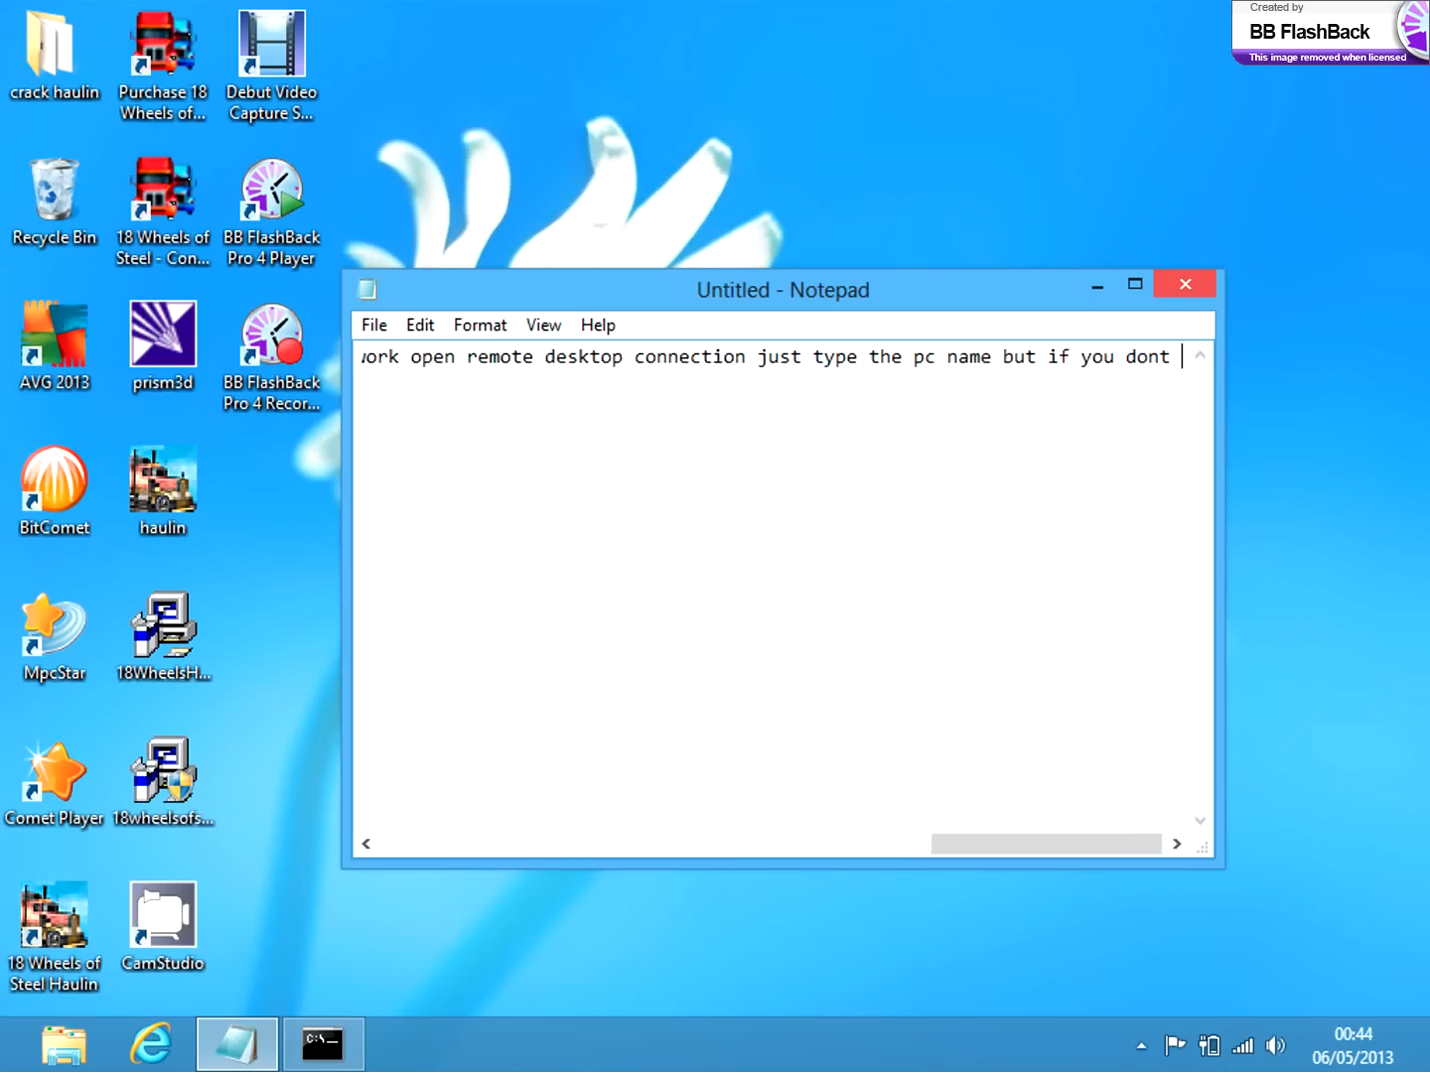 Created by
BB FlashBack
This image removed when licensed
crack haulin
Purchase 18
Wheels of...
Debut Video
Capture S...
Recycle Bin
18 Wheels of
Steel - Con...
BB FlashBack
Pro 4 Player
AVG 2013
prism3d
BB FlashBack
Pro 4 Recor...
BitComet
haulin
MpcStar
18WheelsH...
Comet Player
18wheelsofs...
18 Wheels of
Steel Haulin
CamStudio
Untitled - Notepad
File Edit Format View Help
work open remote desktop connection just type the pc name but if you dont
C:\_
00:44
06/05/2013